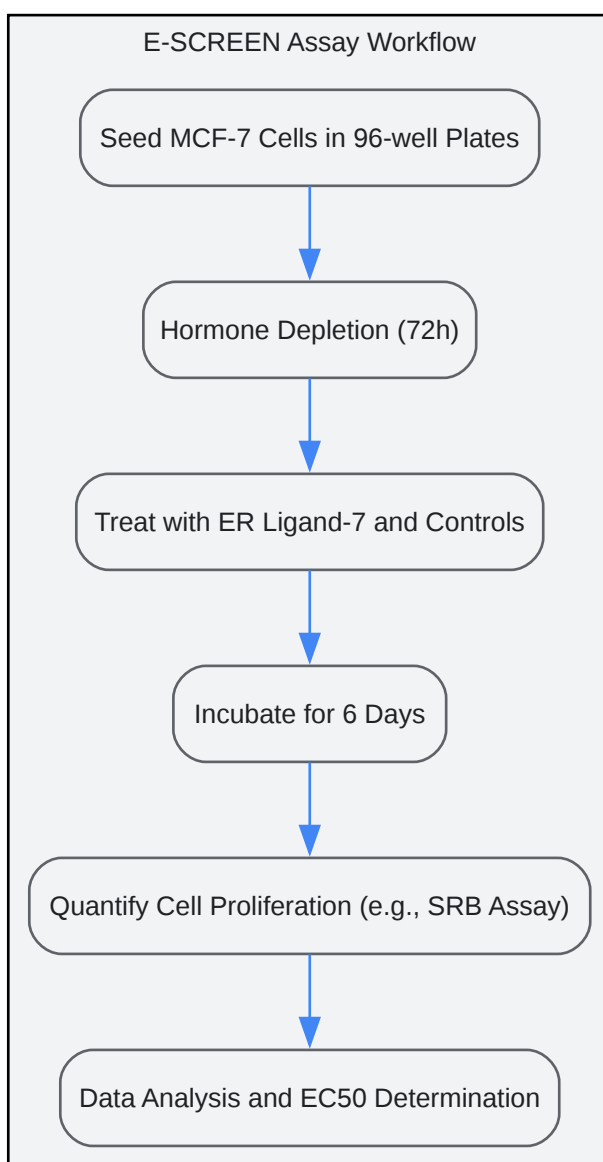 E-SCREEN Assay Workflow
Seed MCF-7 Cells in 96-well Plates
Hormone Depletion (72h)
Treat with ER Ligand-7 and Controls
Incubate for 6 Days
Quantify Cell Proliferation (e.g., SRB Assay)
Data Analysis and EC50 Determination